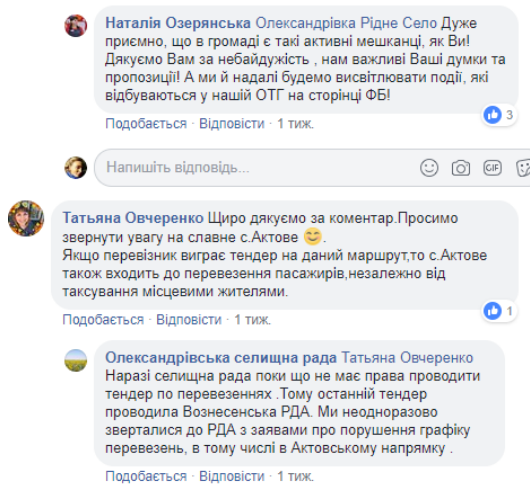 Наталія Озерянська Олександрівка Рідне Село Дуже
приємно, що в громаді є такі активні мешканці, як Ви!
Дякуємо Вам за небайдужість , нам важливі Ваші думки та
пропозиції! А ми й надалі будемо висвітлювати події, які
відбуваються у нашій ОТГ на сторінці ФБ!
3
Подобається · Відповісти · 1 тиж.
Напишіть відповідь...
GIF
Татьяна Овчеренко Щиро дякуємо за коментар.Просимо
звернути увагу на славне с.Актове 😊.
Якщо перевізник виграє тендер на даний маршрут,то с.Актове
також входить до перевезення пасажирів,незалежно від
таксування місцевими жителями.
1
Подобається · Відповісти · 1 тиж.
Олександрівська селищна рада Татьяна Овчеренко
Наразі селищна рада поки що не має права проводити
тендер по перевезеннях .Тому останній тендер
проводила Вознесенська РДА. Ми неодноразово
зверталися до РДА з заявами про порушення графіку
перевезень, в тому числі в Актовському напрямку .
Подобається · Відповісти · 1 тиж.